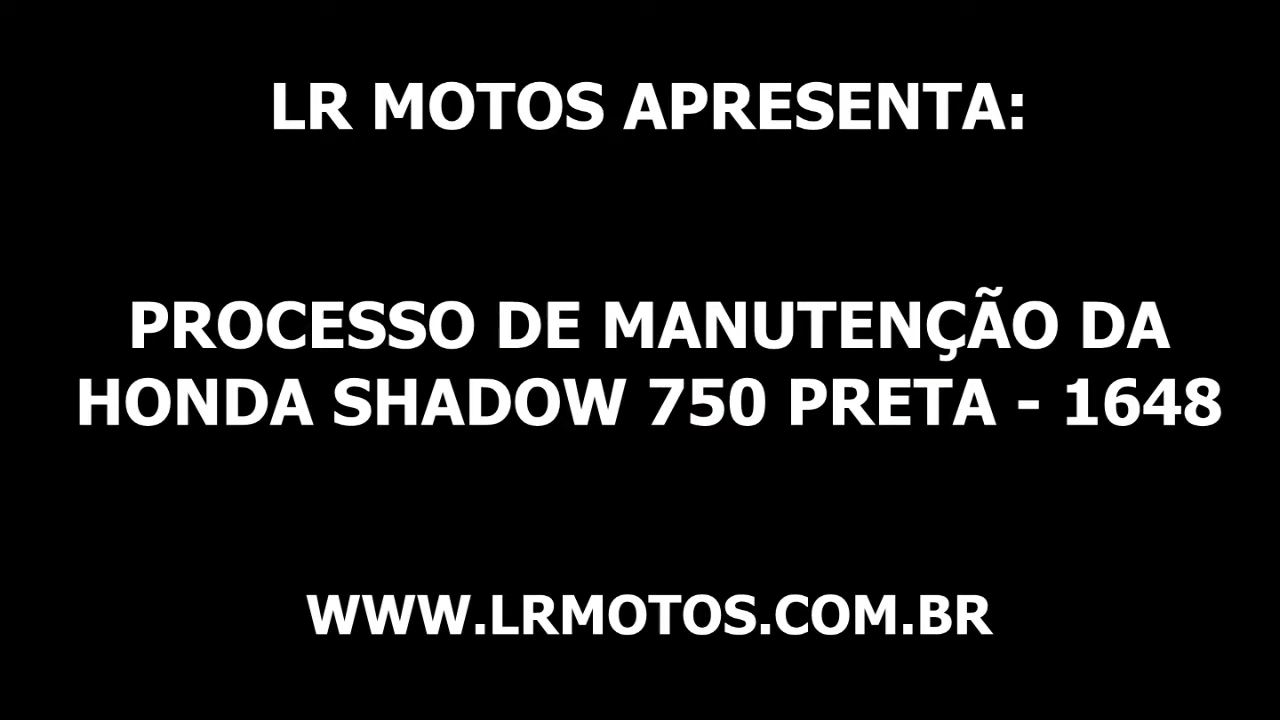 LR MOTOS APRESENTA:
PROCESSO DE MANUTENÇÃO DA
HONDA SHADOW 750 PRETA - 1648
WWW.LRMOTOS.COM.BR